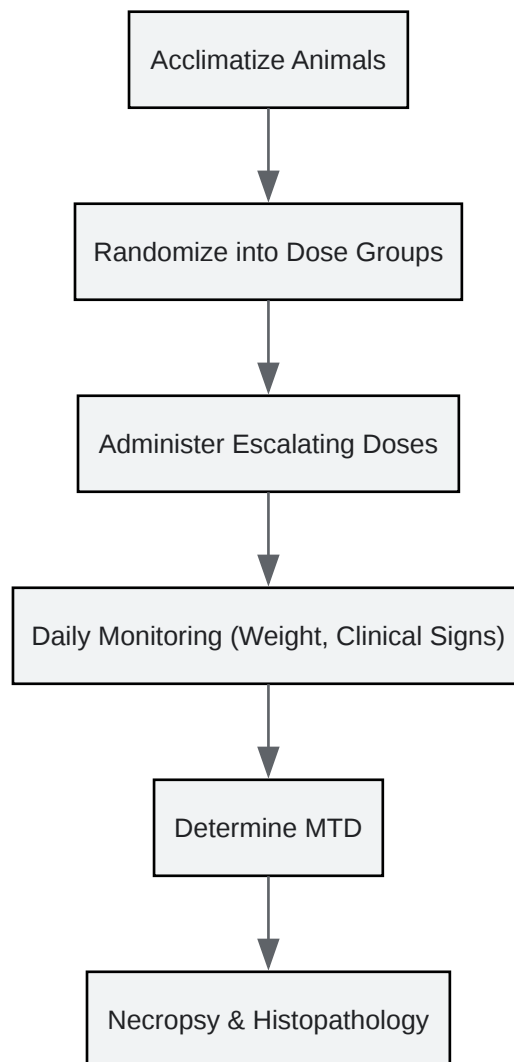 Acclimatize Animals
Randomize into Dose Groups
Administer Escalating Doses
Daily Monitoring (Weight, Clinical Signs)
Determine MTD
Necropsy & Histopathology